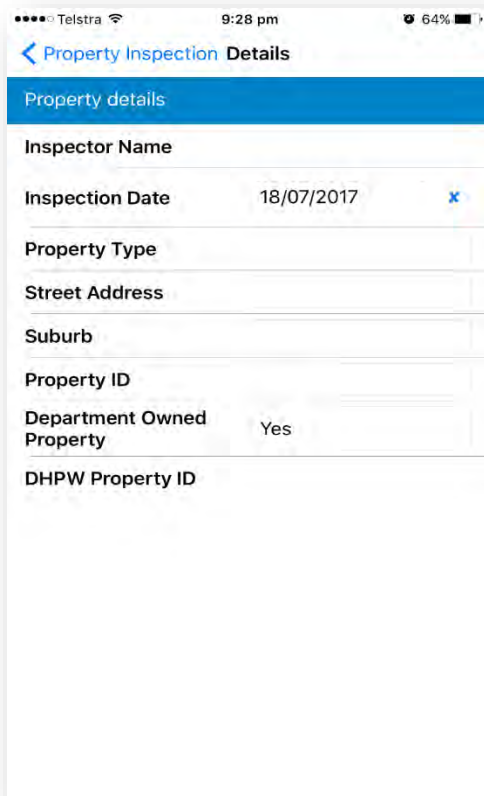 Telstra 9:28 pm 64%
Property Inspection Details
Property details
Inspector Name
Inspection Date 18/07/2017 x
Property Type
Street Address
Suburb
Property ID
Department Owned
Property Yes
DHPW Property ID